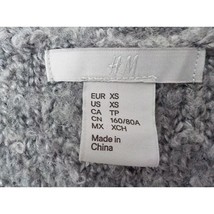 H&M
EUR XS
US XS
CA TP
CN 160/80A
MX XCH
Made in
China